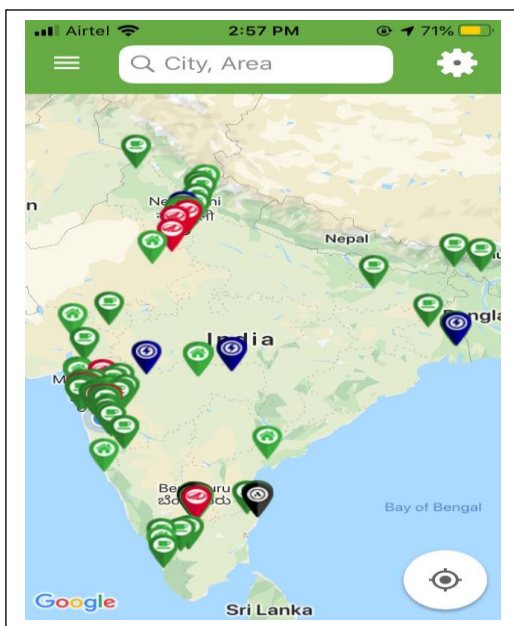 Airtel 2:57 PM 71%
City, Area
Nepal
India
Bay of Bengal
Google
Sri Lanka